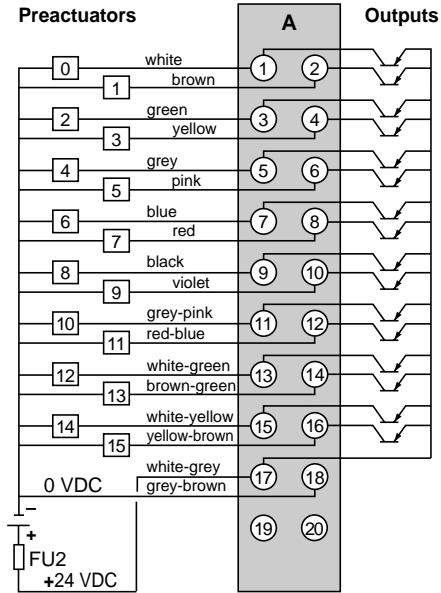 Preactuators A Outputs
0 white 1 2
1 brown
2 green 3 4
3 yellow
4 grey 5 6
5 pink
6 blue 7 8
7 red
8 black 9 10
9 violet
10 grey-pink 11 12
11 red-blue
12 white-green 13 14
13 brown-green
14 white-yellow 15 16
15 yellow-brown
white-grey 17 18
0 VDC grey-brown
–
+ 19 20
FU2
+24 VDC